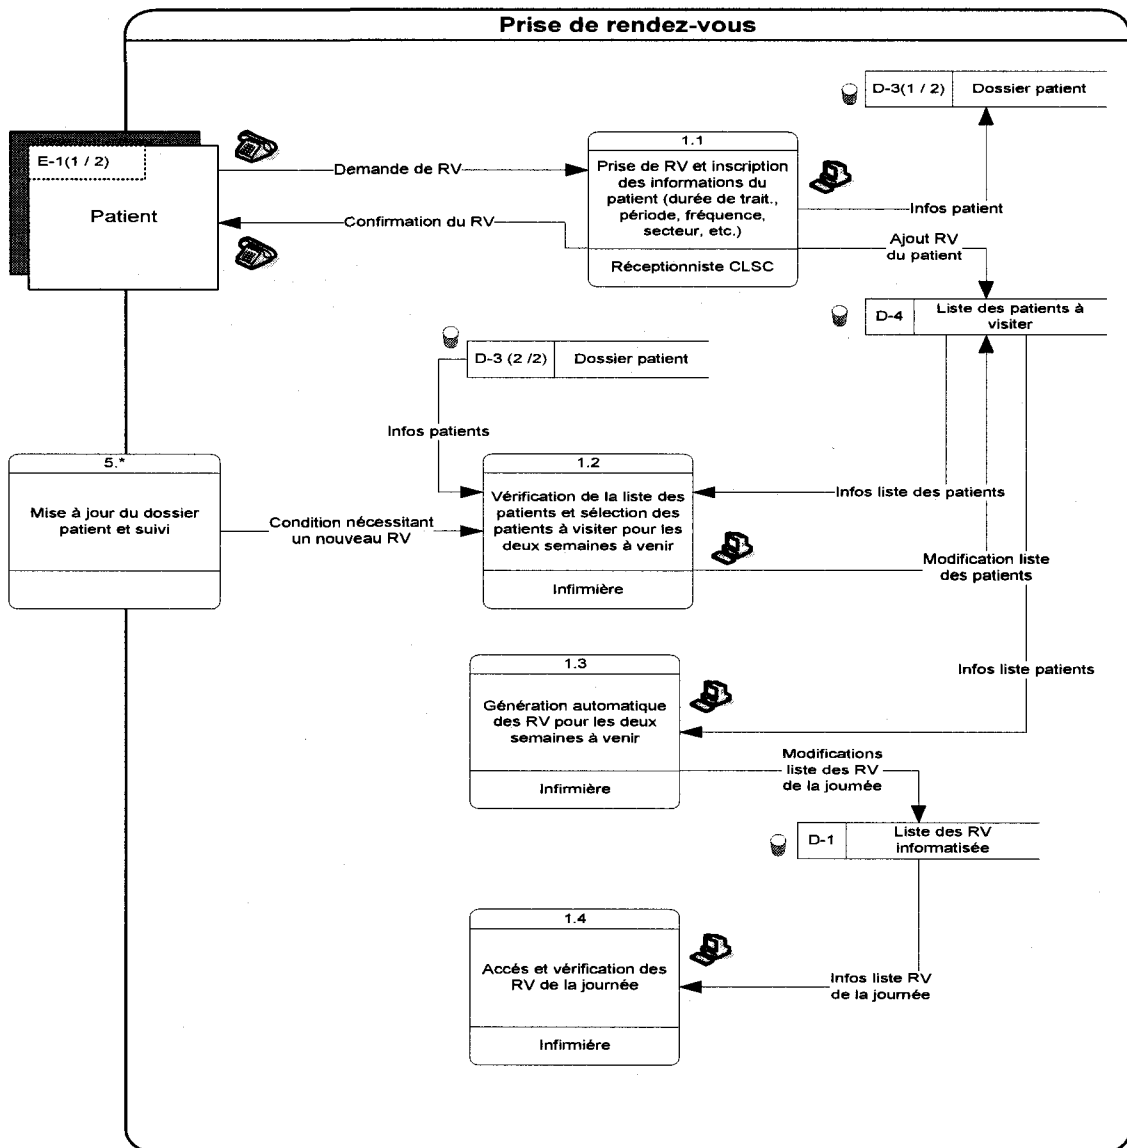 Prise de rendez-vous
D-3(1 / 2)
Dossier patient
E-1(1 / 2)
Patient
Demande de RV
Confirmation du RV
1.1
Prise de RV et inscription
des informations du
patient (durée de trait.,
période, fréquence,
secteur, etc.)
Réceptionniste CLSC
Infos patient
Ajout RV
du patient
D-4
Liste des patients à
visiter
D-3 (2 /2)
Dossier patient
Infos patients
5.*
Mise à jour du dossier
patient et suivi
Condition nécessitant
un nouveau RV
1.2
Vérification de la liste des
patients et sélection des
patients à visiter pour les
deux semaines à venir
Infirmière
Infos liste des patients
Modification liste
des patients
Infos liste patients
1.3
Génération automatique
des RV pour les deux
semaines à venir
Infirmière
Modifications
liste des RV
de la journée
D-1
Liste des RV
informatisée
1.4
Accés et vérification des
RV de la journée
Infirmiére
Infos liste RV
de la journée